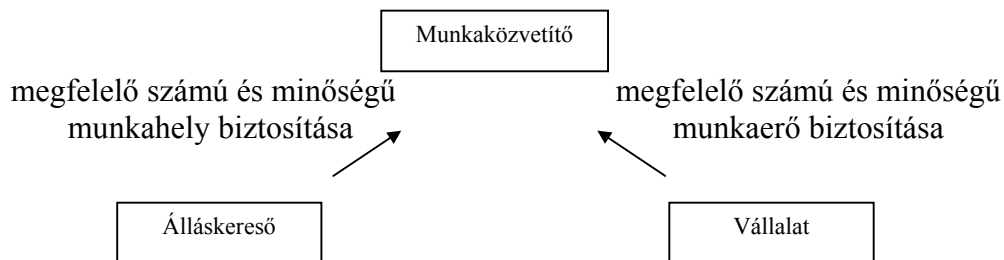 Munkaközvetítő
megfelelő számú és minőségű
munkahely biztosítása
megfelelő számú és minőségű
munkaerő biztosítása
Álláskereső
Vállalat